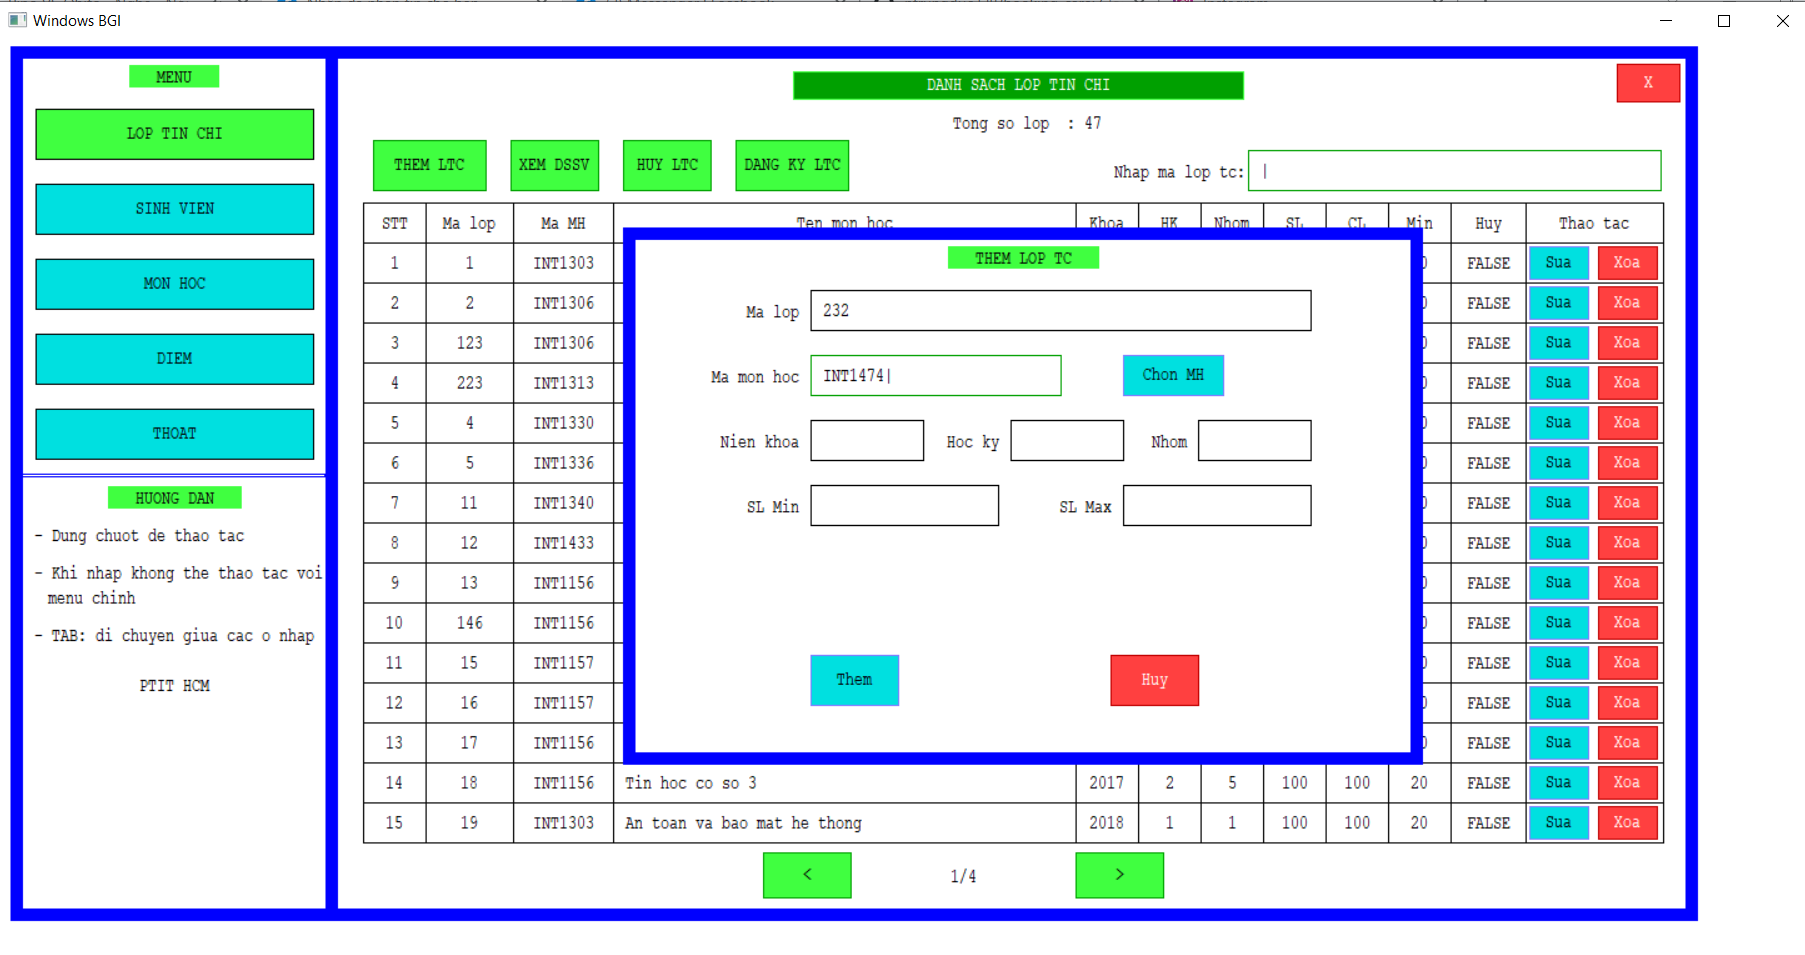 Windows BGI
MENU
LOP TIN CHI
SINH VIEN
MON HOC
DIEM
THOAT
HUONG DAN
- Dung chuot de thao tac
- Khi nhap khong the thao tac voi
menu chinh
- TAB: di chuyen giua cac o nhap
PTIT HCM
DANH SACH LOP TIN CHI
X
Tong so lop : 47
THEM LTC XEM DSSV HUY LTC DANG KY LTC
Nhap ma lop tc: |
STT Ma lop Ma MH Ten mon hoc Khoa HK Nhom SL CL Min Huy Thao tac
1 1 INT1303 FALSE Sua Xoa
2 2 INT1306 FALSE Sua Xoa
3 123 INT1306 FALSE Sua Xoa
4 223 INT1313 FALSE Sua Xoa
5 4 INT1330 FALSE Sua Xoa
6 5 INT1336 FALSE Sua Xoa
7 11 INT1340 FALSE Sua Xoa
8 12 INT1433 FALSE Sua Xoa
9 13 INT1156 FALSE Sua Xoa
10 146 INT1156 FALSE Sua Xoa
11 15 INT1157 FALSE Sua Xoa
12 16 INT1157 FALSE Sua Xoa
13 17 INT1156 FALSE Sua Xoa
14 18 INT1156 Tin hoc co so 3 2017 2 5 100 100 20 FALSE Sua Xoa
15 19 INT1303 An toan va bao mat he thong 2018 1 1 100 100 20 FALSE Sua Xoa
< 1/4 >
THEM LOP TC
Ma lop 232
Ma mon hoc INT1474| Chon MH
Nien khoa Hoc ky Nhom
SL Min SL Max
Them Huy